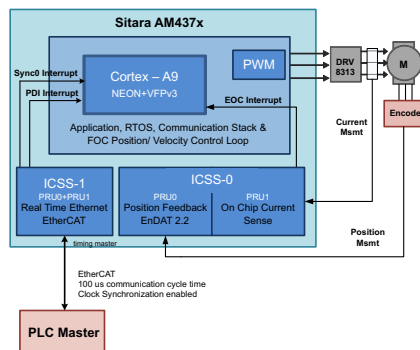 Sitara AM437x
Sync0 Interrupt
Cortex – A9
NEON+VFPv3
PWM
DRV
8313
M
PDI Interrupt
EOC Interrupt
Encoder
Application, RTOS, Communication Stack &
FOC Position/ Velocity Control Loop
Current
Msmt
ICSS-1
PRU0+PRU1
Real Time Ethernet
EtherCAT
ICSS-0
PRU0
Position Feedback
EnDAT 2.2
PRU1
On Chip Current
Sense
timing master
Position
Msmt
EtherCAT
100 us communication cycle time
Clock Synchronization enabled
PLC Master